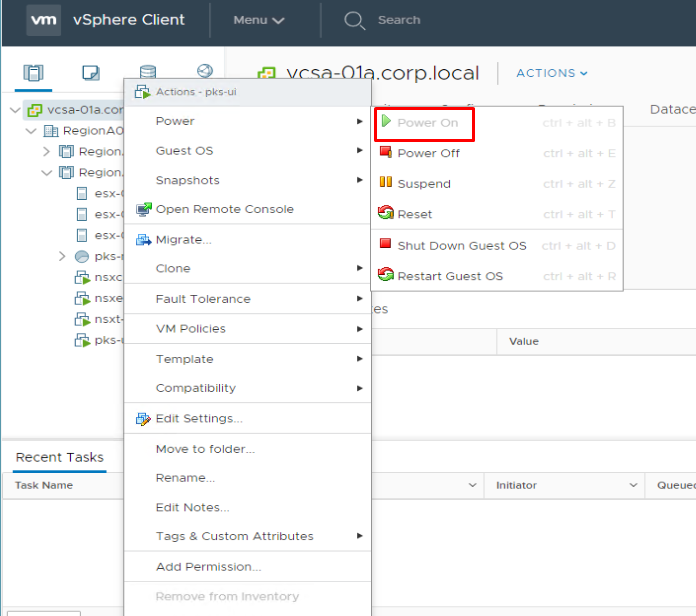 vm vSphere Client Menu Search
vcsa-01a.corp.local ACTIONS
Actions - pks-ui
vcsa-01a.cor
Datace
RegionA0
Power
Power On ctrl + alt + B
Region
Guest OS
Power Off ctrl + alt + E
Region
Snapshots
Suspend ctrl + alt + Z
esx-0
Open Remote Console
Reset ctrl + alt + T
esx-0
Migrate...
Shut Down Guest OS ctrl + alt + D
esx-0
Clone
Restart Guest OS ctrl + alt + R
pks-
nsxc
Fault Tolerance
es
nsxe
VM Policies
nsxt-
Value
pks-u
Template
Compatibility
Edit Settings...
Move to folder...
Recent Tasks
Rename...
Task Name
Initiator
Queued
Edit Notes...
Tags & Custom Attributes
Add Permission...
Remove from Inventory